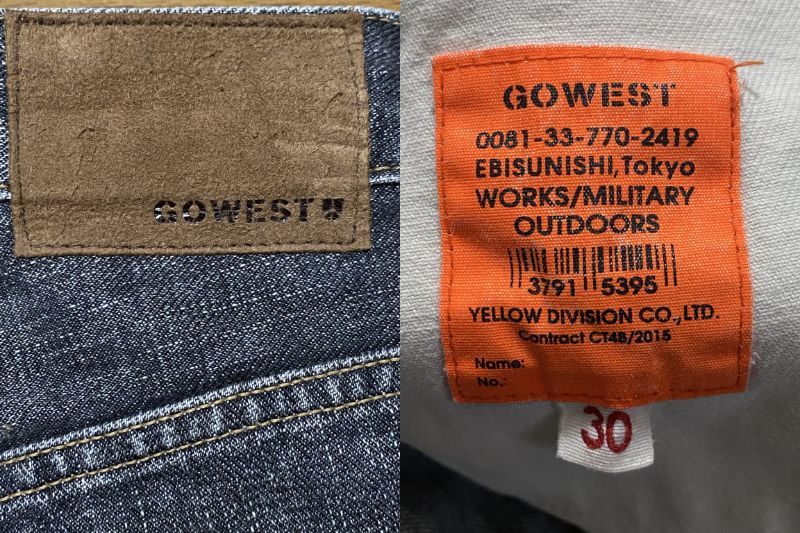 GOWEST
GOWEST
0081-33-770-2419
EBISUNISHI,Tokyo
WORKS/MILITARY
OUTDOORS
3791 5395
YELLOW DIVISION CO.,LTD.
Contract CT4B/2015
Name:
No.:
30